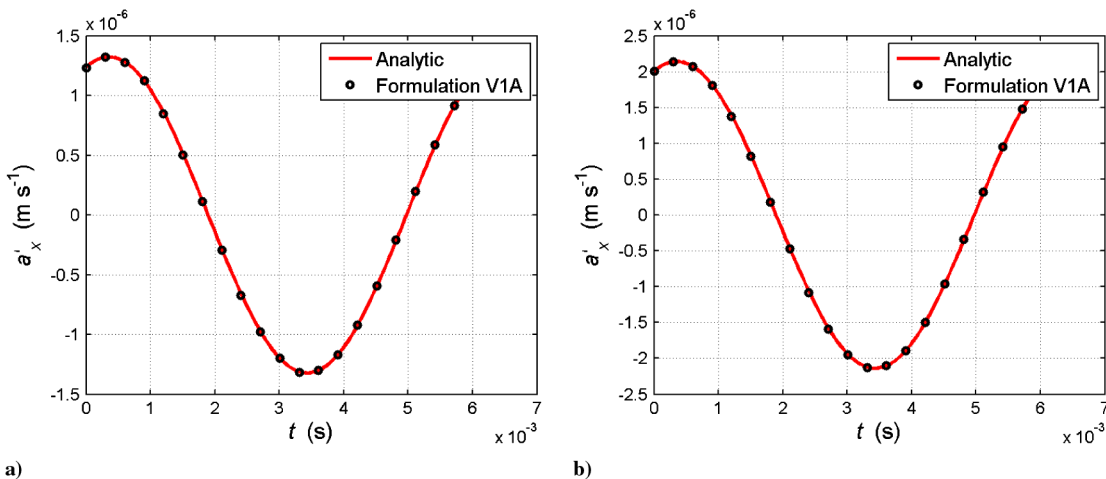 x 10⁻⁶
1.5
1
0.5
0
-0.5
-1
-1.5
a'ₓ (m s⁻¹)
Analytic
Formulation V1A
0 1 2 3 4 5 6 7
t (s)
x 10⁻³
a)
x 10⁻⁶
2.5
2
1.5
1
0.5
0
-0.5
-1
-1.5
-2
-2.5
a'ₓ (m s⁻¹)
Analytic
Formulation V1A
0 1 2 3 4 5 6 7
t (s)
x 10⁻³
b)